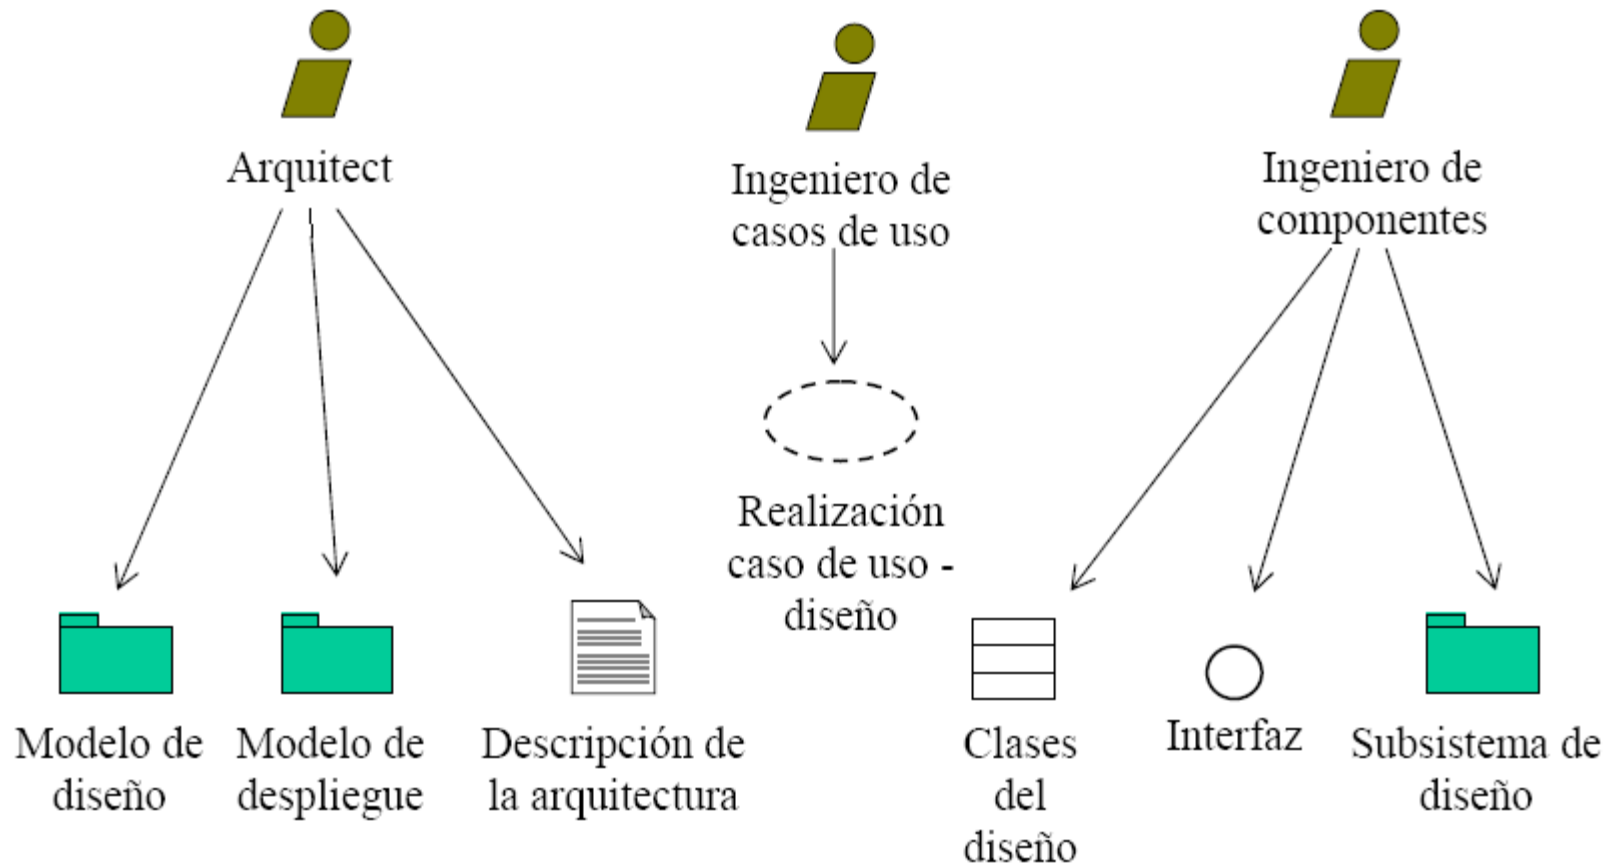 Arquitect
Ingeniero de
casos de uso
Ingeniero de
componentes
Realización
caso de uso -
diseño
Modelo de
diseño
Modelo de
despliegue
Descripción de
la arquitectura
Clases
del
diseño
Interfaz
Subsistema de
diseño